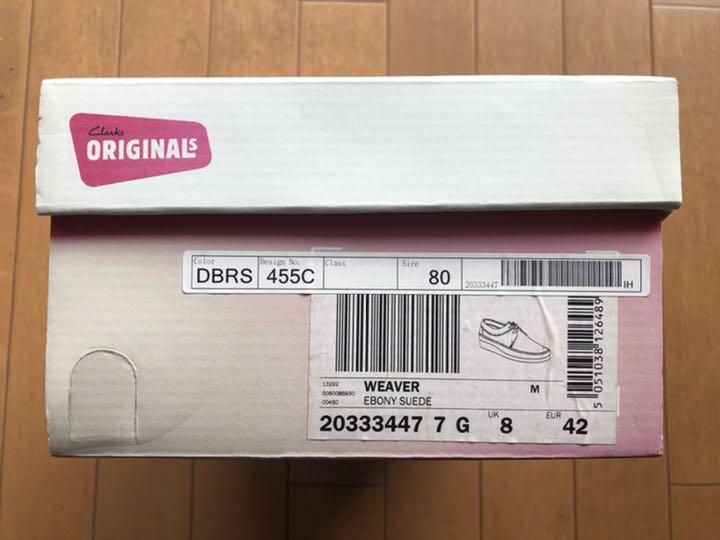 Clarks
ORIGINALS
Color Design No. Class Size
DBRS 455C 80 20333447 IH
13292 WEAVER M
EBONY SUEDE
00460
20333447 7 G UK 8 EUR 42
5 051038 126489